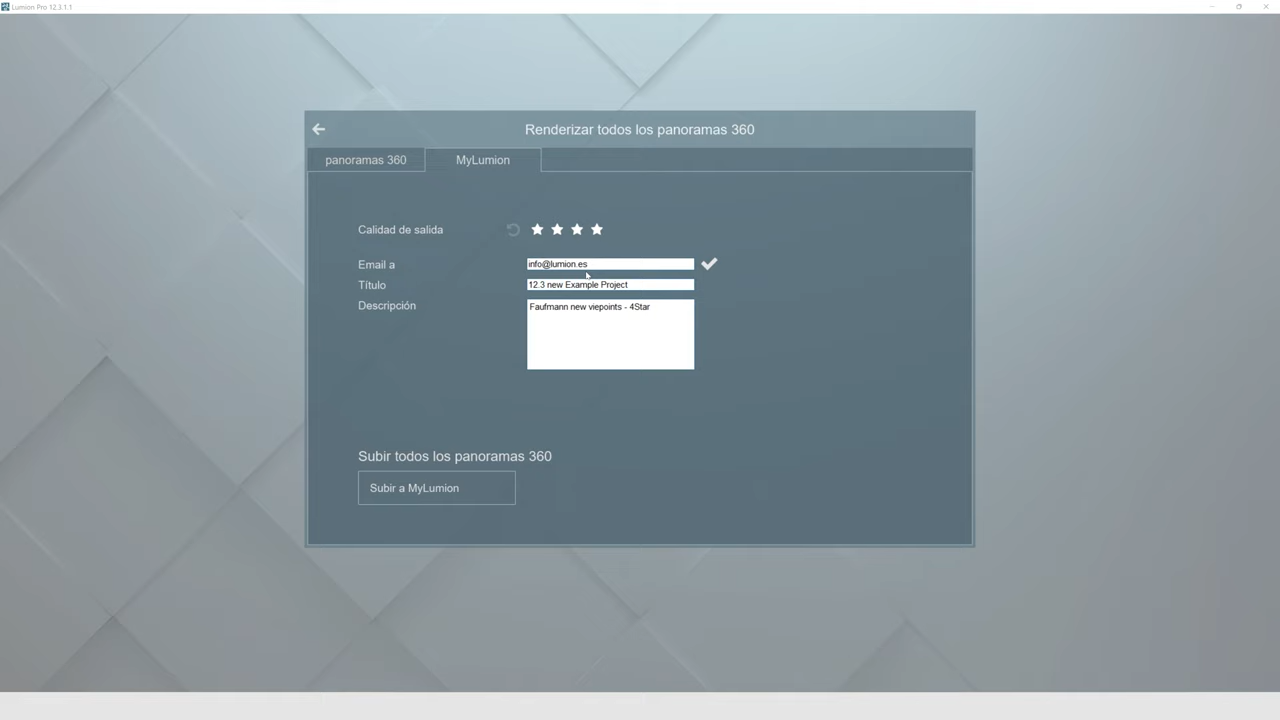 Lumion Pro 12.3.1.1
Renderizar todos los panoramas 360
panoramas 360
MyLumion
Calidad de salida
Email a
info@lumion.es
Título
12.3 new Example Project
Descripción
Faufmann new viepoints - 4Star
Subir todos los panoramas 360
Subir a MyLumion